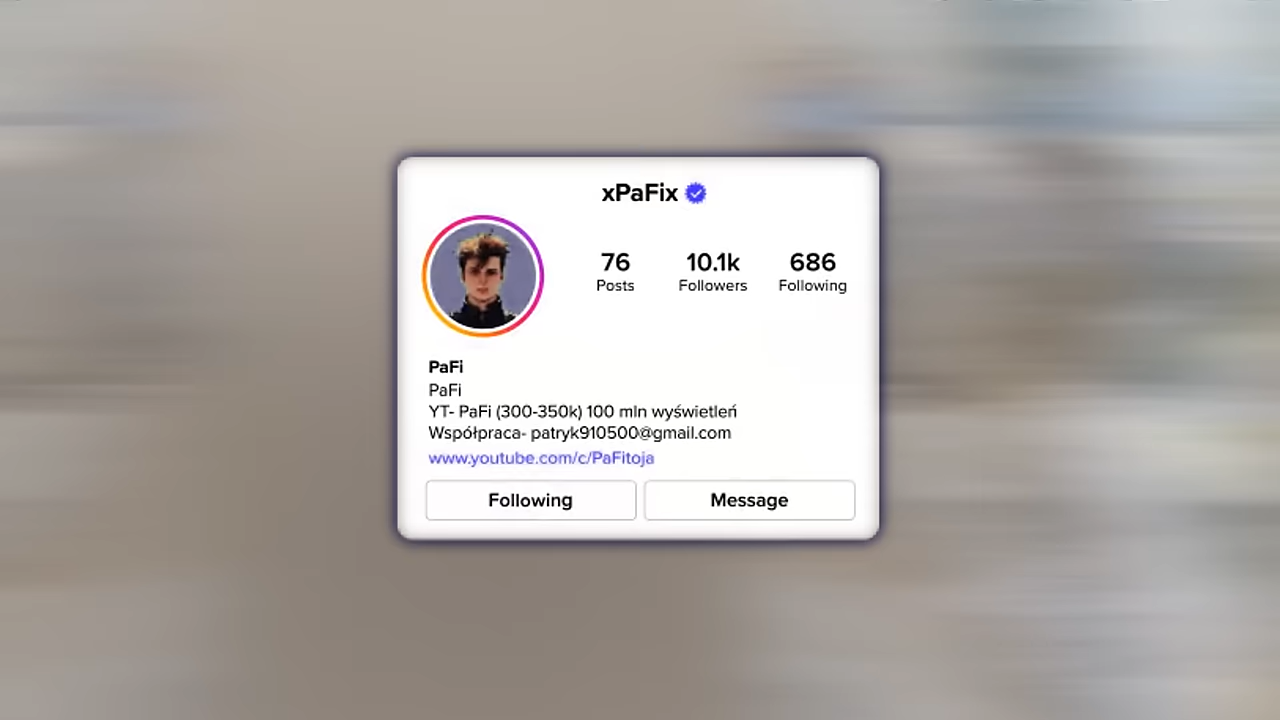 xPaFix
76 10.1k 686
Posts Followers Following
PaFi
PaFi
YT- PaFi (300-350k) 100 mln wyświetleń
Współpraca- patryk910500@gmail.com
www.youtube.com/c/PaFitoja
Following Message